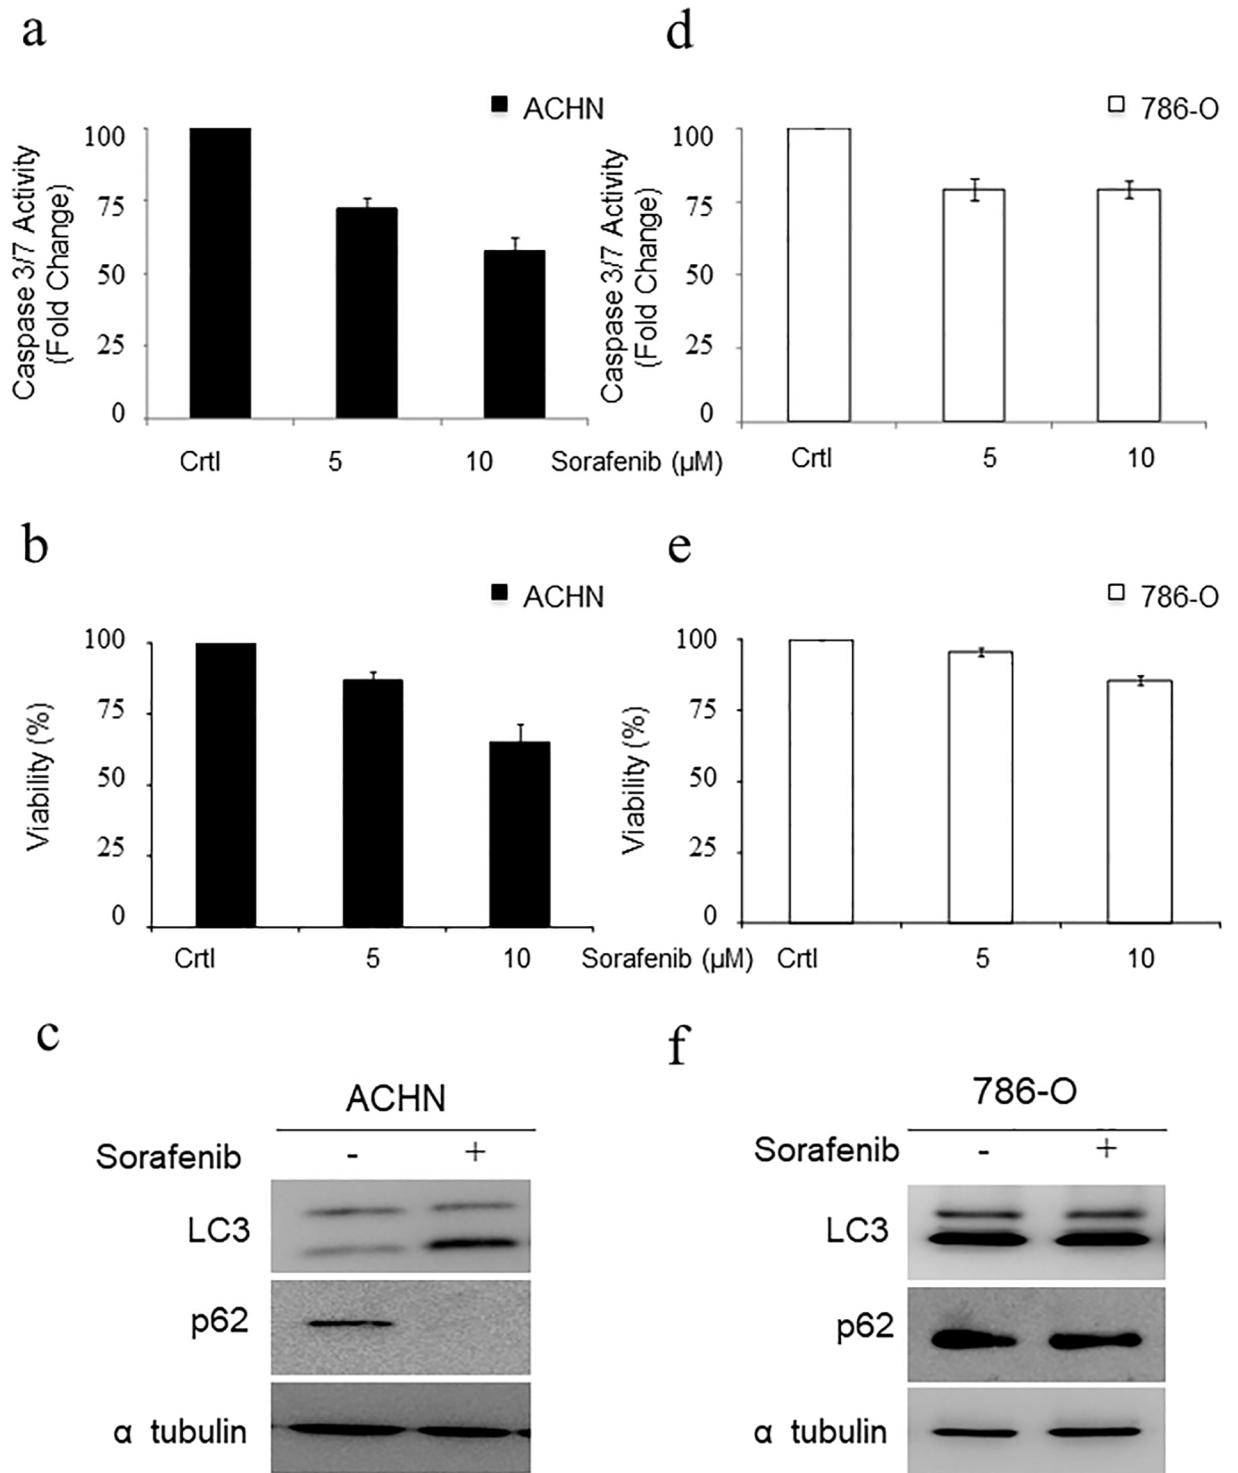 a
ACHN
Caspase 3/7 Activity
(Fold Change)
100
75
50
25
0
Crtl 5 10 Sorafenib (µM)
d
786-O
Caspase 3/7 Activity
(Fold Change)
100
75
50
25
0
Crtl 5 10
b
ACHN
Viability (%)
100
75
50
25
0
Crtl 5 10 Sorafenib (µM)
e
786-O
Viability (%)
100
75
50
25
0
Crtl 5 10
c
ACHN
Sorafenib - +
LC3
p62
α tubulin
f
786-O
Sorafenib - +
LC3
p62
α tubulin